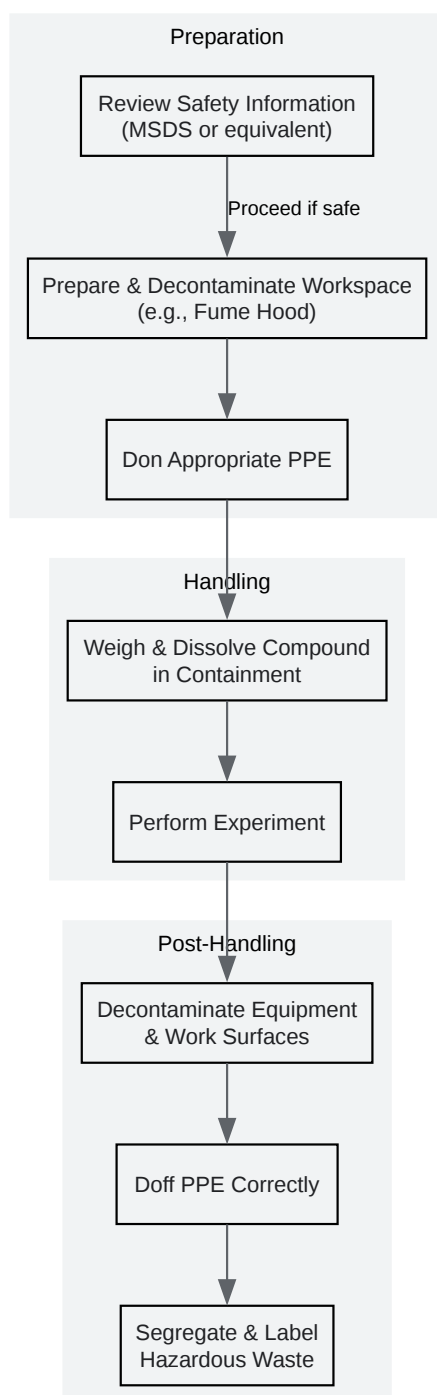 Preparation
Review Safety Information
(MSDS or equivalent)
Proceed if safe
Prepare & Decontaminate Workspace
(e.g., Fume Hood)
Don Appropriate PPE
Handling
Weigh & Dissolve Compound
in Containment
Perform Experiment
Post-Handling
Decontaminate Equipment
& Work Surfaces
Doff PPE Correctly
Segregate & Label
Hazardous Waste